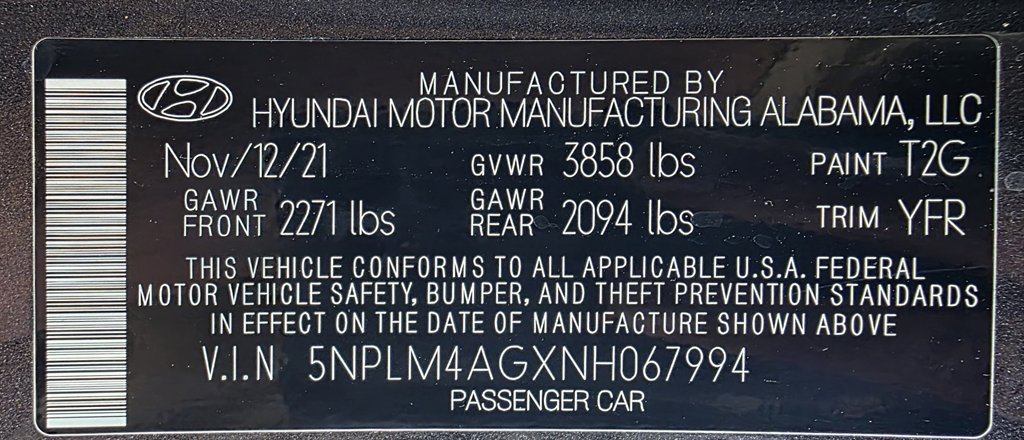 MANUFACTURED BY
HYUNDAI MOTOR MANUFACTURING ALABAMA, LLC
Nov/12/21 GVWR 3858 lbs PAINT T2G
GAWR FRONT 2271 lbs GAWR REAR 2094 lbs TRIM YFR
THIS VEHICLE CONFORMS TO ALL APPLICABLE U.S.A. FEDERAL
MOTOR VEHICLE SAFETY, BUMPER, AND THEFT PREVENTION STANDARDS
IN EFFECT ON THE DATE OF MANUFACTURE SHOWN ABOVE
V.I.N 5NPLM4AGXNH067994
PASSENGER CAR